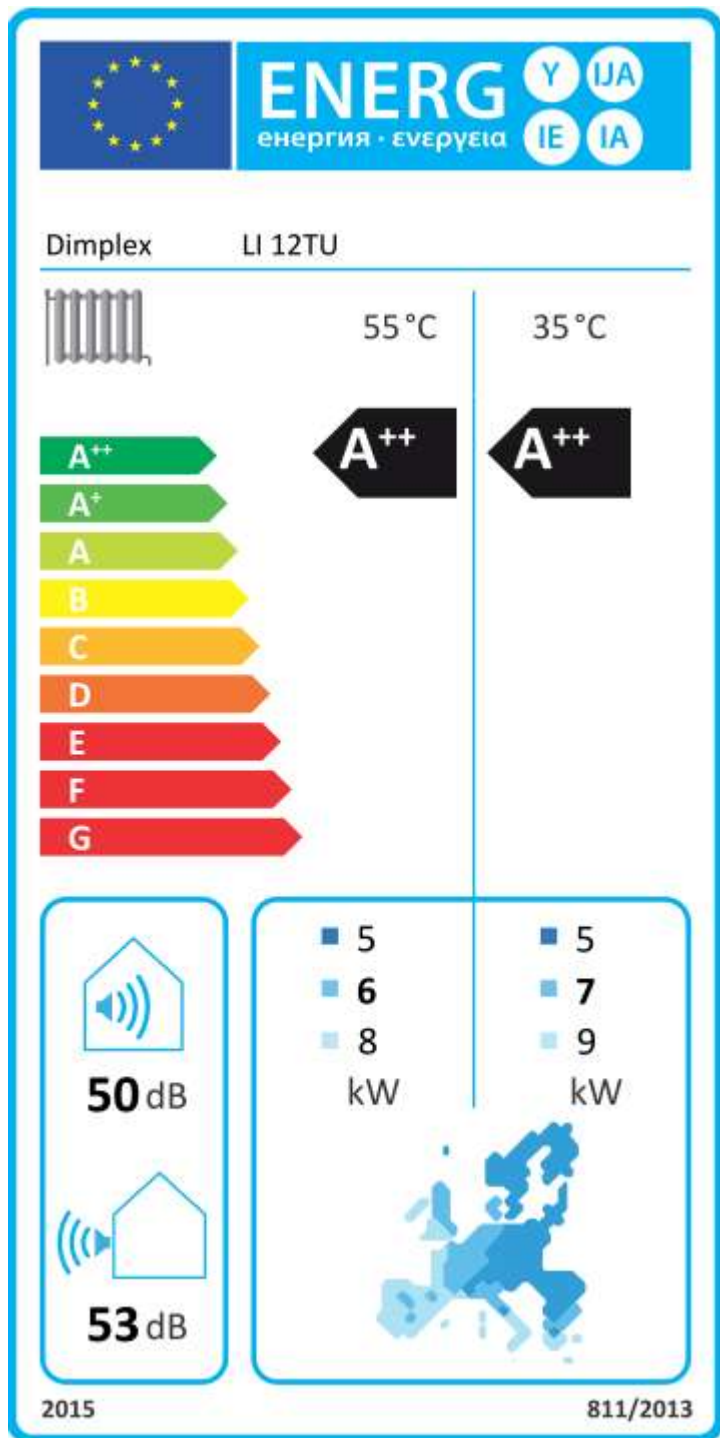 ENERG Y IJA
енергия · ενεργεια IE IA
Dimplex LI 12TU
55 °C 35 °C
A++ A++ A++
A+
A
B
C
D
E
F
G
5 5
6 7
8 9
kW kW
50 dB
53 dB
2015 811/2013